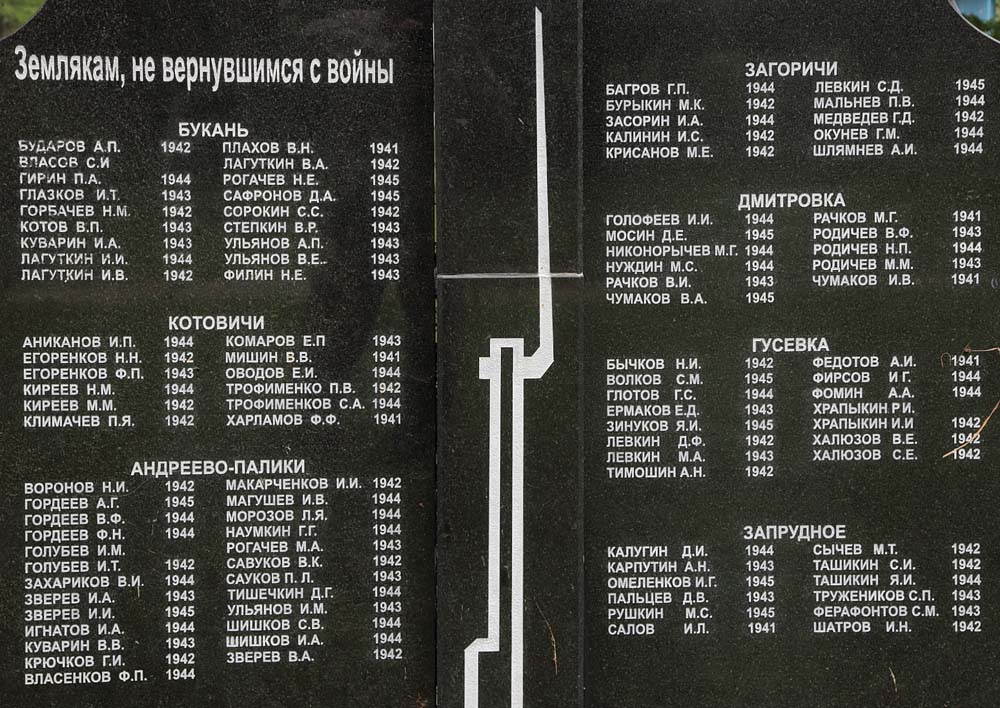 Землякам, не вернувшимся с войны
БУКАНЬ
БУДАРОВ А.П. 1942
ВЛАСОВ С.И
ГИРИН П.А. 1944
ГЛАЗКОВ И.Т. 1943
ГОРБАЧЕВ Н.М. 1942
КОТОВ В.П. 1943
КУВАРИН И.А. 1943
ЛАГУТКИН И.И. 1944
ЛАГУТКИН И.В. 1942
ПЛАХОВ В.Н. 1941
ЛАГУТКИН В.А. 1942
РОГАЧЕВ Н.Е. 1945
САФРОНОВ Д.А. 1945
СОРОКИН С.С. 1942
СТЕПКИН В.Р. 1943
УЛЬЯНОВ А.П. 1943
УЛЬЯНОВ В.Е. 1943
ФИЛИН Н.Е. 1943
КОТОВИЧИ
АНИКАНОВ И.П. 1944
ЕГОРЕНКОВ Н.Н. 1942
ЕГОРЕНКОВ Ф.П. 1943
КИРЕЕВ Н.М. 1944
КИРЕЕВ М.М. 1942
КЛИМАЧЕВ П.Я. 1942
КОМАРОВ Е.П 1943
МИШИН В.В. 1941
ОВОДОВ Е.И. 1944
ТРОФИМЕНКО П.В. 1942
ТРОФИМЕНКОВ С.А. 1944
ХАРЛАМОВ Ф.Ф. 1941
АНДРЕЕВО-ПАЛИКИ
ВОРОНОВ Н.И. 1942
ГОРДЕЕВ А.Г. 1945
ГОРДЕЕВ В.Ф. 1944
ГОРДЕЕВ Ф.Н. 1944
ГОЛУБЕВ И.М.
ГОЛУБЕВ И.Т. 1942
ЗАХАРИКОВ В.И. 1944
ЗВЕРЕВ И.А. 1943
ЗВЕРЕВ И.И. 1945
ИГНАТОВ И.А. 1944
КУВАРИН В.В. 1943
КРЮЧКОВ Г.И. 1942
ВЛАСЕНКОВ Ф.П. 1944
МАКАРЧЕНКОВ И.И. 1942
МАГУШЕВ И.В. 1944
МОРОЗОВ Л.Я. 1944
НАУМКИН Г.Г. 1944
РОГАЧЕВ М.А. 1943
САВУКОВ В.К. 1942
САУКОВ П.Л. 1943
ТИШЕЧКИН Д.Г. 1944
УЛЬЯНОВ И.М. 1943
ШИШКОВ С.В. 1944
ШИШКОВ И.А. 1944
ЗВЕРЕВ В.А. 1942
ЗАГОРИЧИ
БАГРОВ Г.П. 1944
БУРЫКИН М.К. 1942
ЗАСОРИН И.А. 1944
КАЛИНИН И.С. 1942
КРИСАНОВ М.Е. 1942
ЛЕВКИН С.Д. 1945
МАЛЬНЕВ П.В. 1944
МЕДВЕДЕВ Г.Д. 1942
ОКУНЕВ Г.М. 1944
ШЛЯМНЕВ А.И. 1944
ДМИТРОВКА
ГОЛОФЕЕВ И.И. 1944
МОСИН Д.Е. 1945
НИКОНОРЫЧЕВ М.Г. 1944
НУЖДИН М.С. 1944
РАЧКОВ В.И. 1943
ЧУМАКОВ В.А. 1945
РАЧКОВ М.Г. 1941
РОДИЧЕВ В.Ф. 1943
РОДИЧЕВ Н.П. 1944
РОДИЧЕВ М.М. 1943
ЧУМАКОВ И.В. 1941
ГУСЕВКА
БЫЧКОВ Н.И. 1942
ВОЛКОВ С.М. 1945
ГЛОТОВ Г.С. 1944
ЕРМАКОВ Е.Д. 1943
ЗИНУКОВ Я.И. 1945
ЛЕВКИН Д.Ф. 1942
ЛЕВКИН М.А. 1943
ТИМОШИН А.Н. 1942
ФЕДОТОВ А.И. 1941
ФИРСОВ И Г. 1944
ФОМИН А.А. 1944
ХРАПЫКИН Р И.
ХРАПЫКИН И.И 1942
ХАЛЮЗОВ В.Е. 1942
ХАЛЮЗОВ С.Е. 1942
ЗАПРУДНОЕ
КАЛУГИН Д.И. 1944
КАРПУТИН А.Н. 1943
ОМЕЛЕНКОВ И.Г. 1945
ПАЛЬЦЕВ Д.В. 1943
РУШКИН М.С. 1945
САЛОВ И.Л. 1941
СЫЧЕВ М.Т. 1942
ТАШИКИН С.И. 1942
ТАШИКИН Я.И. 1944
ТРУЖЕНИКОВ С.П. 1943
ФЕРАФОНТОВ С.М. 1943
ШАТРОВ И.Н. 1942